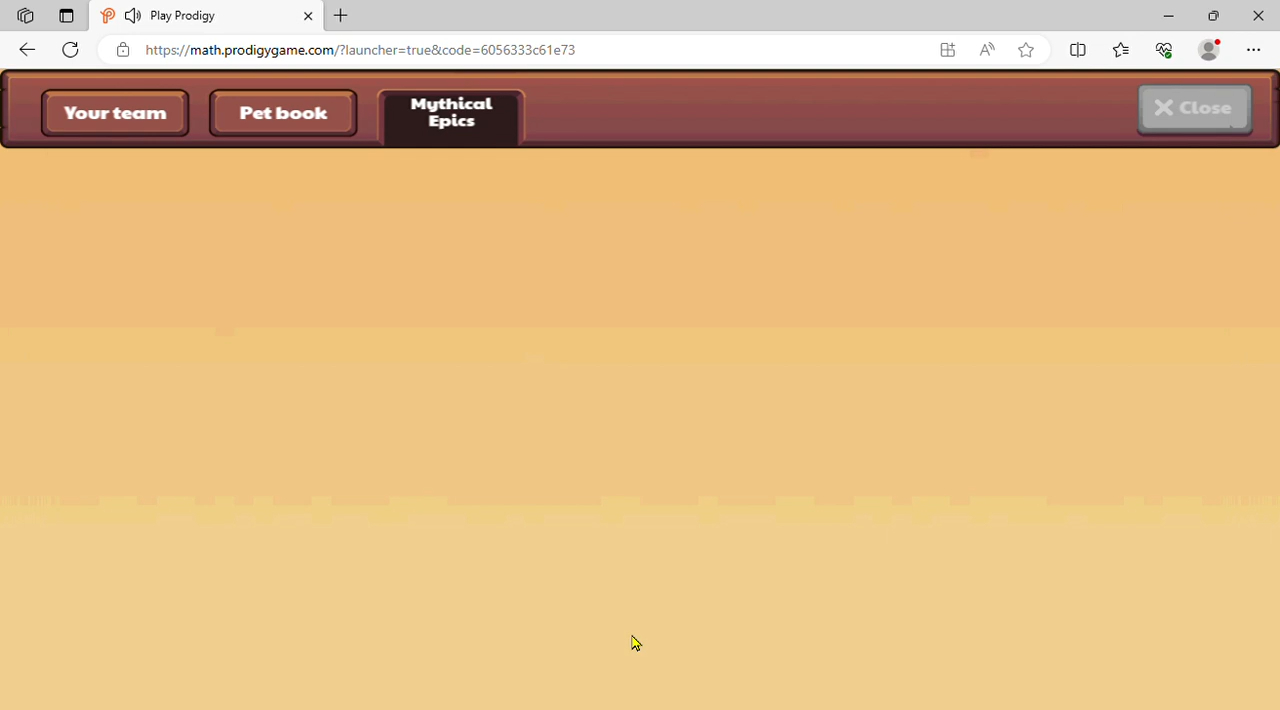 Play Prodigy
https://math.prodigygame.com/?launcher=true&code=6056333c61e73
Your team
Pet book
Mythical
Epics
Close